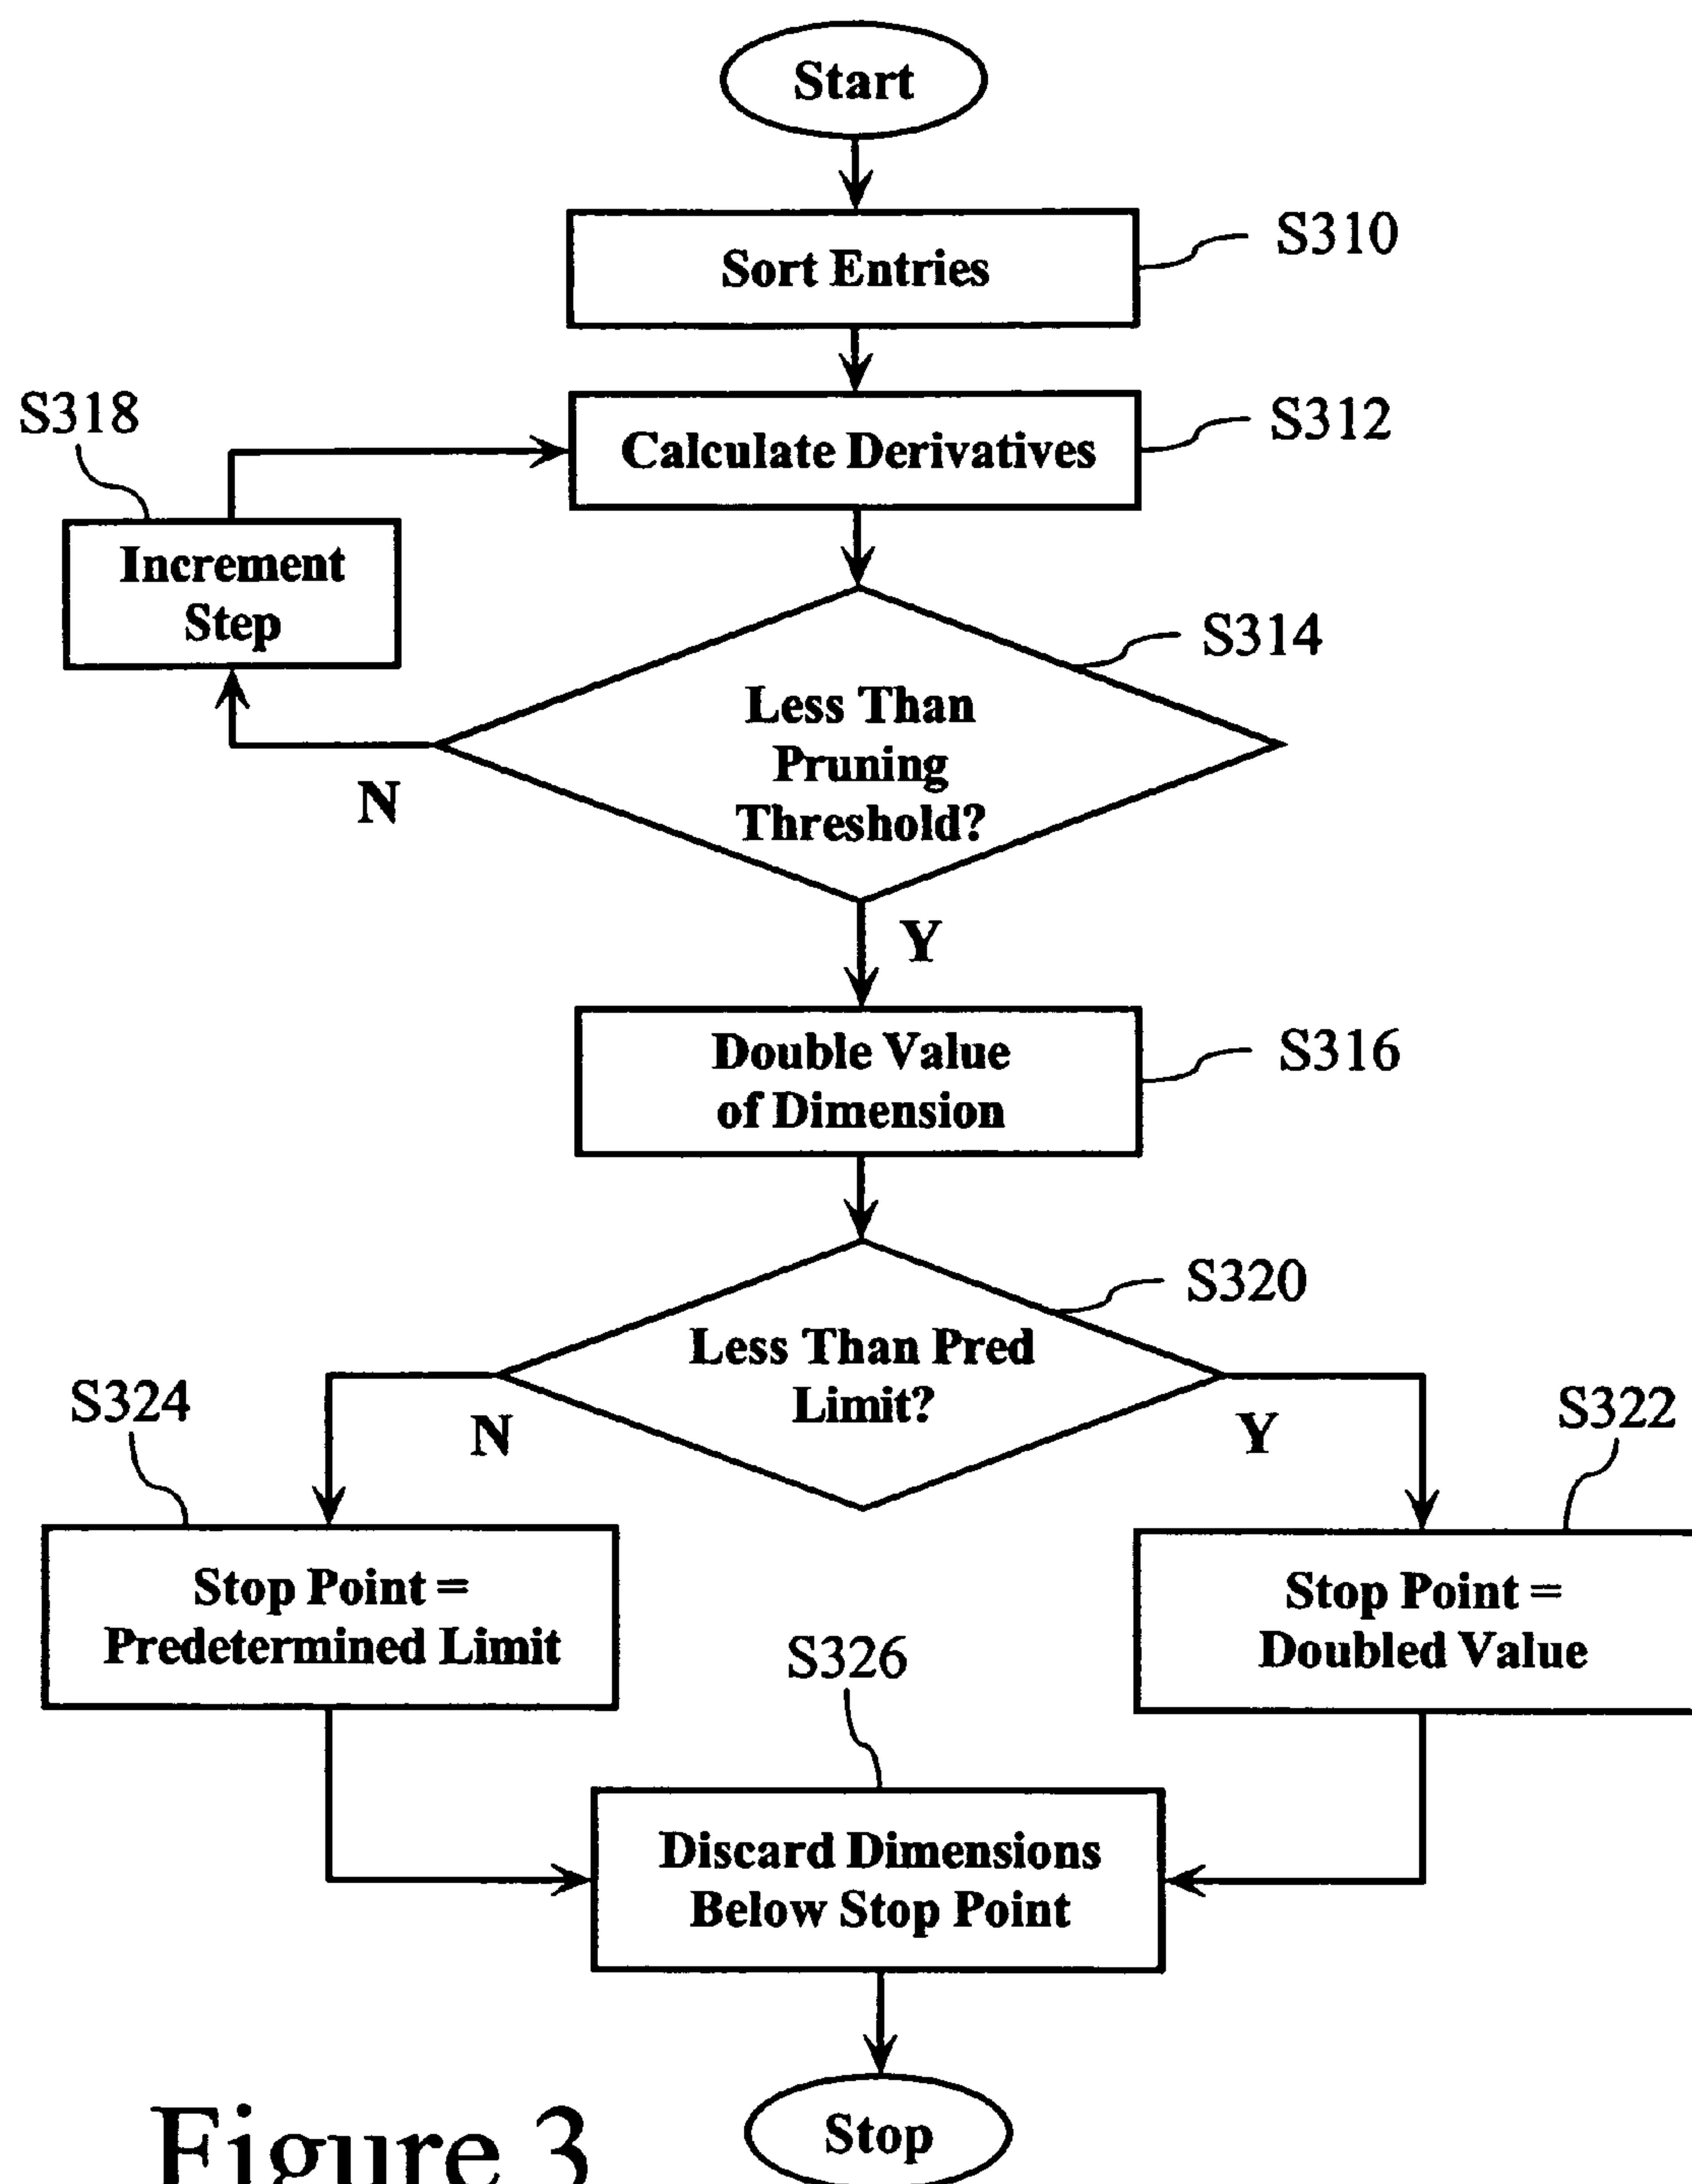 Start
Sort Entries
S310
Calculate Derivatives
S312
S318
Increment
Step
Less Than
Pruning
Threshold?
S314
N
Y
Double Value
of Dimension
S316
Less Than Pred
Limit?
S320
N
Y
S324
S322
Stop Point =
Predetermined Limit
Stop Point =
Doubled Value
S326
Discard Dimensions
Below Stop Point
Stop
Figure 3